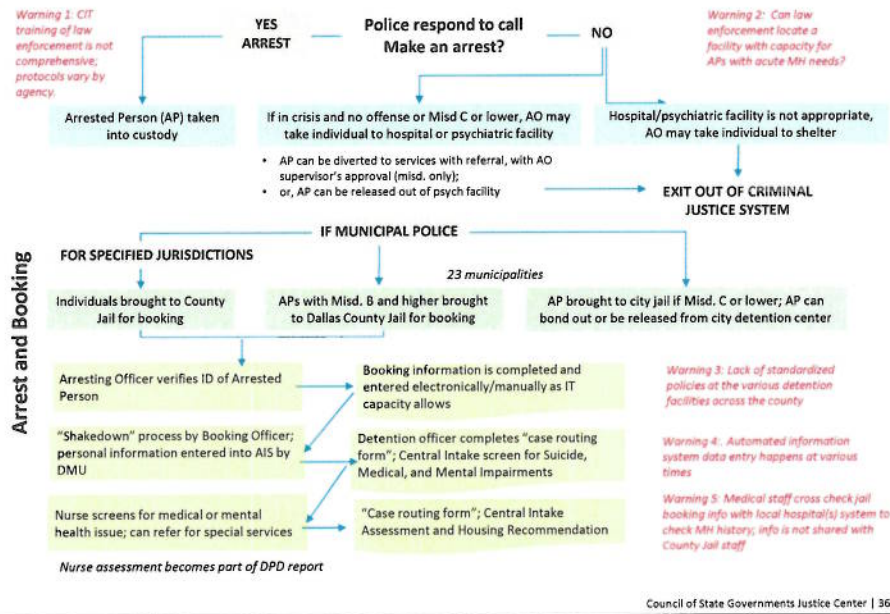 Warning 1: CIT
training of law
enforcement is not
comprehensive;
protocols vary by
agency.
YES
ARREST
Police respond to call
Make an arrest?
NO
Warning 2: Can law
enforcement locate a
facility with capacity for
APs with acute MH needs?
Arrested Person (AP) taken
into custody
If in crisis and no offense or Misd C or lower, AO may
take individual to hospital or psychiatric facility
Hospital/psychiatric facility is not appropriate,
AO may take individual to shelter
• AP can be diverted to services with referral, with AO
supervisor's approval (misd. only);
• or, AP can be released out of psych facility
EXIT OUT OF CRIMINAL
JUSTICE SYSTEM
Arrest and Booking
IF MUNICIPAL POLICE
FOR SPECIFIED JURISDICTIONS
23 municipalities
Individuals brought to County
Jail for booking
APs with Misd. B and higher brought
to Dallas County Jail for booking
AP brought to city jail if Misd. C or lower; AP can
bond out or be released from city detention center
Arresting Officer verifies ID of Arrested
Person
Booking information is completed and
entered electronically/manually as IT
capacity allows
Warning 3: Lack of standardized
policies at the various detention
facilities across the county
"Shakedown" process by Booking Officer;
personal information entered into AIS by
DMU
Detention officer completes "case routing
form"; Central Intake screen for Suicide,
Medical, and Mental Impairments
Warning 4:. Automated information
system data entry happens at various
times
Nurse screens for medical or mental
health issue; can refer for special services
"Case routing form"; Central Intake
Assessment and Housing Recommendation
Warning 5: Medical staff cross check jail
booking info with local hospital(s) system to
check MH history; info is not shared with
County Jail staff
Nurse assessment becomes part of DPD report
Council of State Governments Justice Center | 36